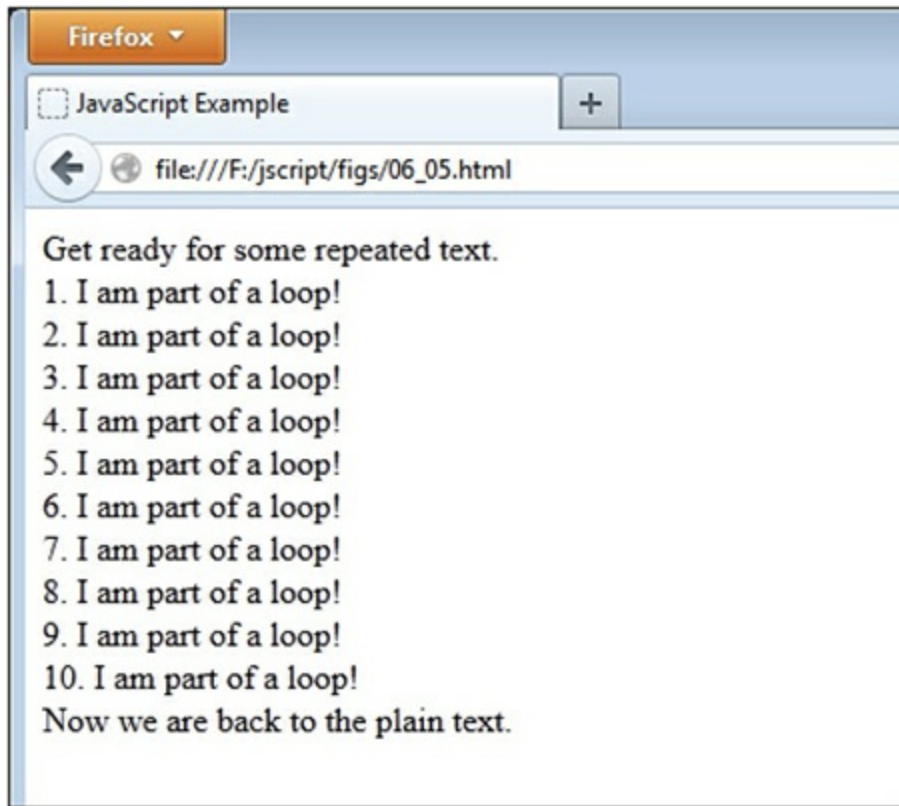 Firefox
JavaScript Example
file:///F:/jscript/figs/06_05.html
Get ready for some repeated text.
1. I am part of a loop!
2. I am part of a loop!
3. I am part of a loop!
4. I am part of a loop!
5. I am part of a loop!
6. I am part of a loop!
7. I am part of a loop!
8. I am part of a loop!
9. I am part of a loop!
10. I am part of a loop!
Now we are back to the plain text.